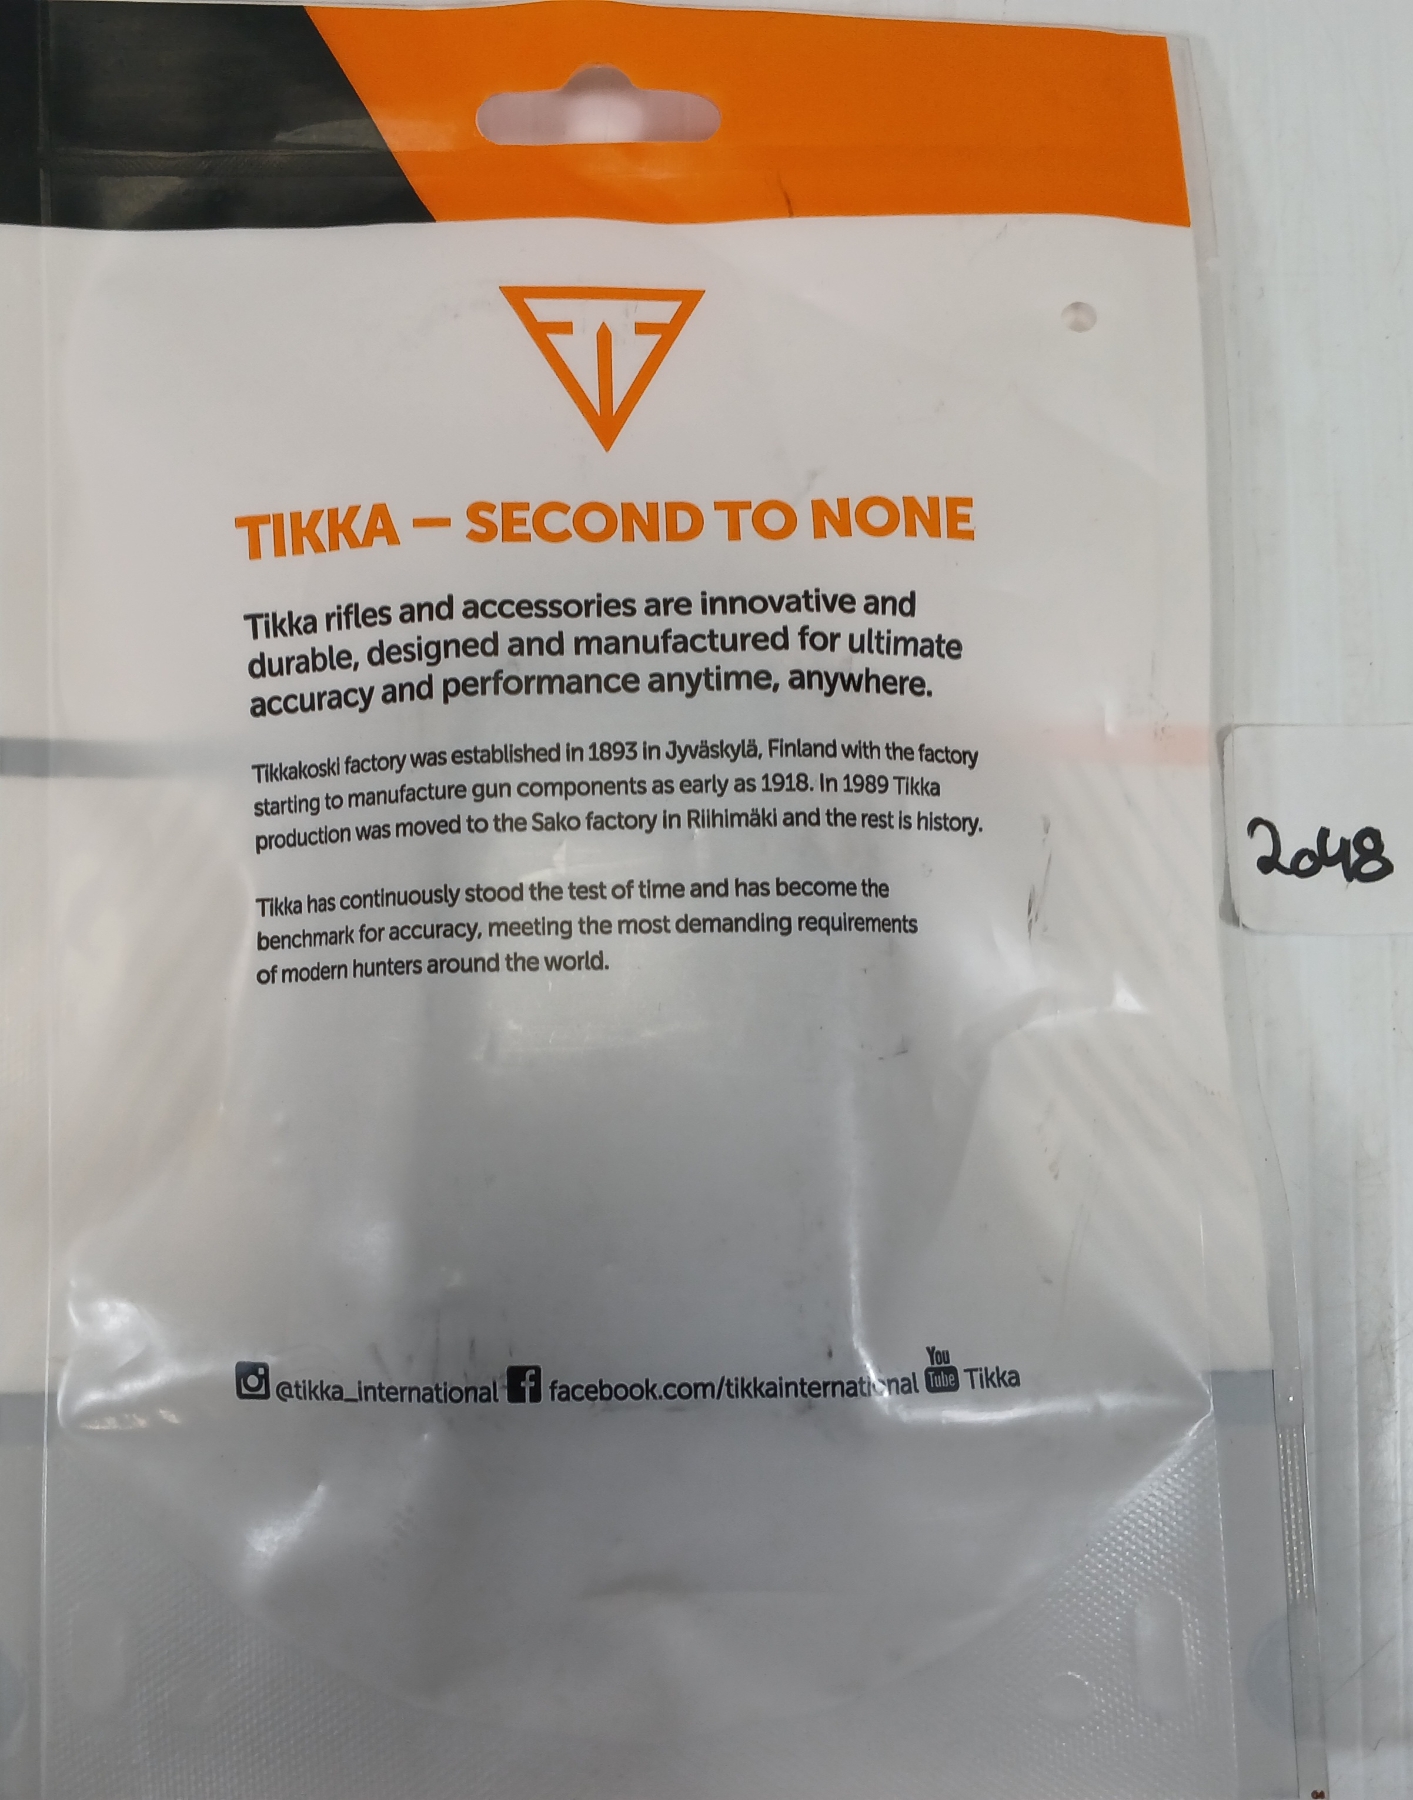 TIKKA – SECOND TO NONE
Tikka rifles and accessories are innovative and
durable, designed and manufactured for ultimate
accuracy and performance anytime, anywhere.
Tikkakoski factory was established in 1893 in Jyväskylä, Finland with the factory
starting to manufacture gun components as early as 1918. In 1989 Tikka
production was moved to the Sako factory in Riihimäki and the rest is history.
2048
Tikka has continuously stood the test of time and has become the
benchmark for accuracy, meeting the most demanding requirements
of modern hunters around the world.
@tikka_international facebook.com/tikkainternational You Tube Tikka